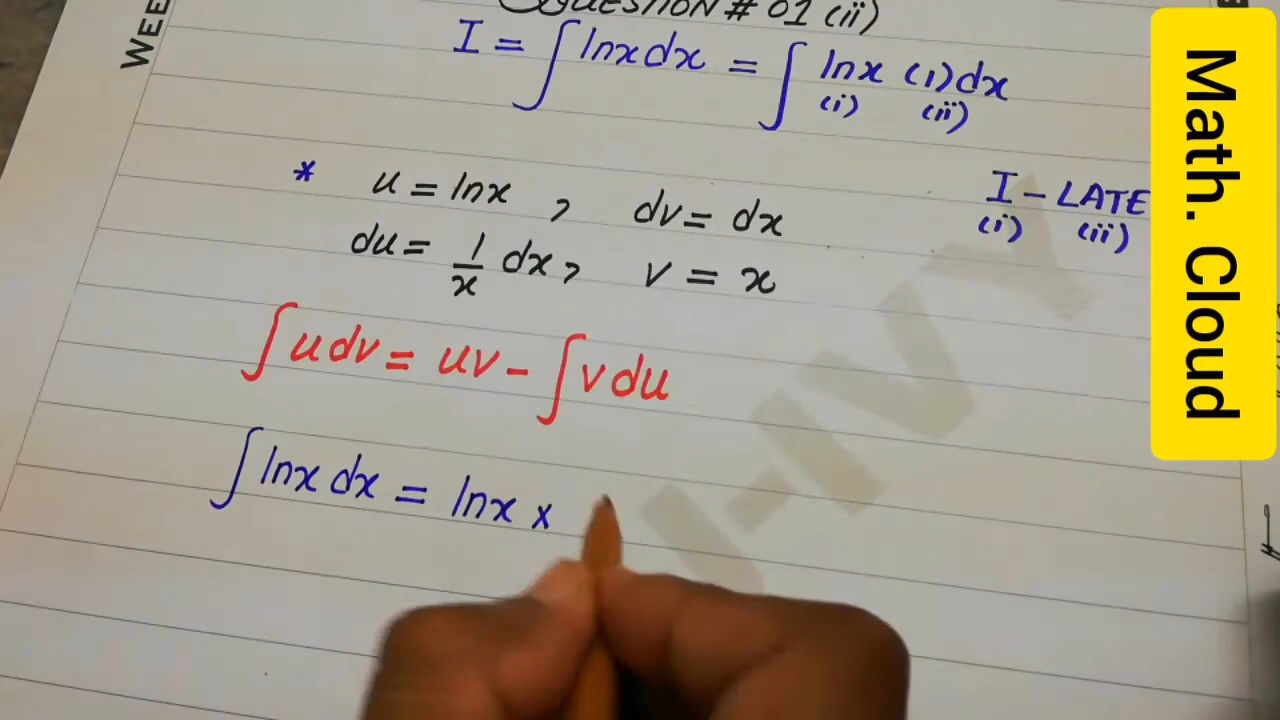 QUESTION # 01 (ii)
I = ∫ lnx dx = ∫ lnx (1) dx
(i) (ii)
* u = lnx , dv = dx
I - LATE
(i) (ii)
du = 1/x dx , v = x
∫ u dv = uv - ∫ v du
∫ lnx dx = lnx x
Math. Cloud